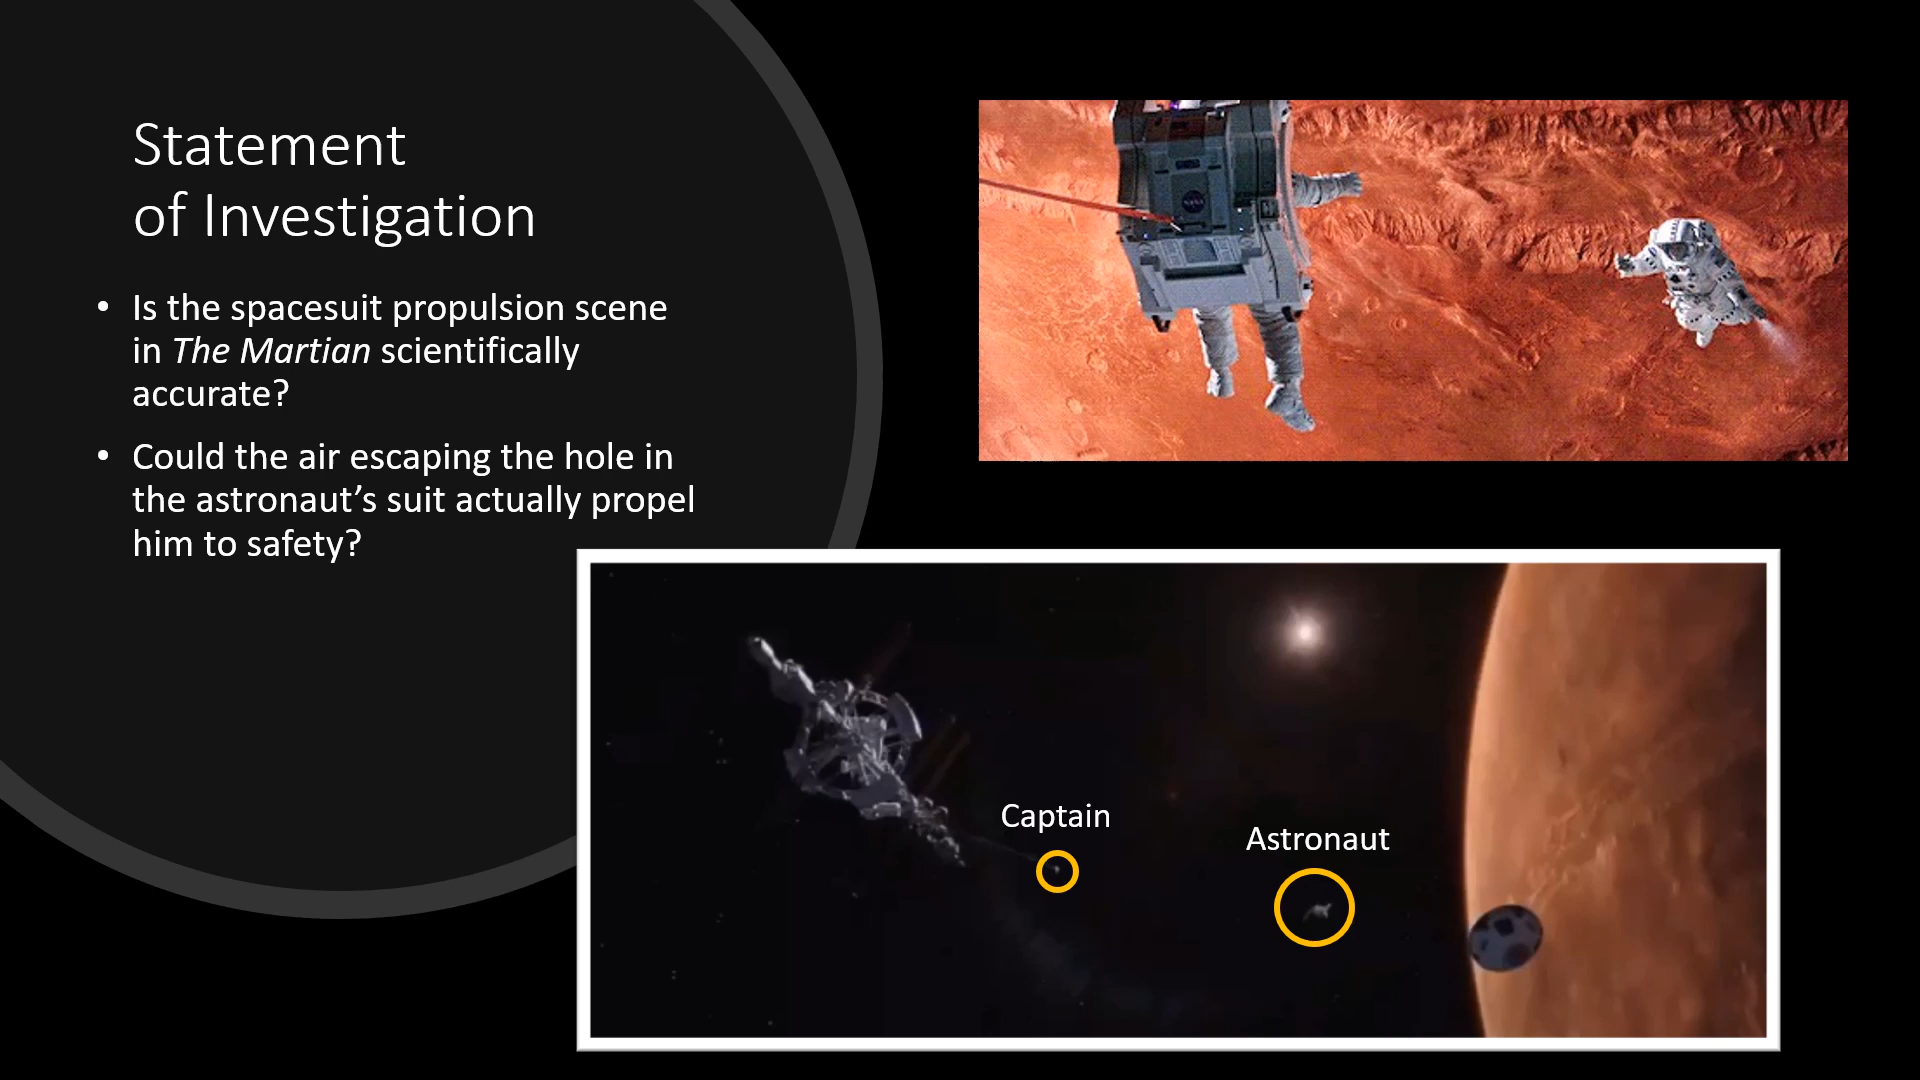 Statement
of Investigation
• Is the spacesuit propulsion scene
in The Martian scientifically
accurate?
• Could the air escaping the hole in
the astronaut’s suit actually propel
him to safety?
Captain
Astronaut